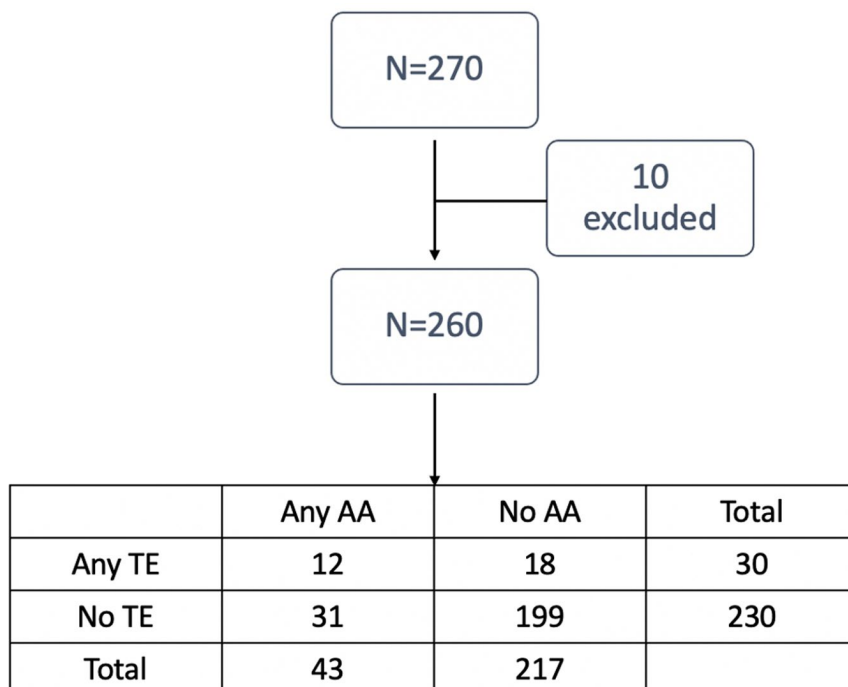 N=270
10
excluded
N=260
Any AA No AA Total
Any TE 12 18 30
No TE 31 199 230
Total 43 217